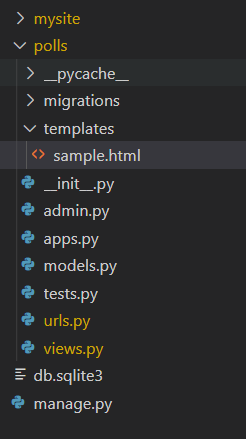 mysite
polls
__pycache__
migrations
templates
sample.html
__init__.py
admin.py
apps.py
models.py
tests.py
urls.py
views.py
db.sqlite3
manage.py